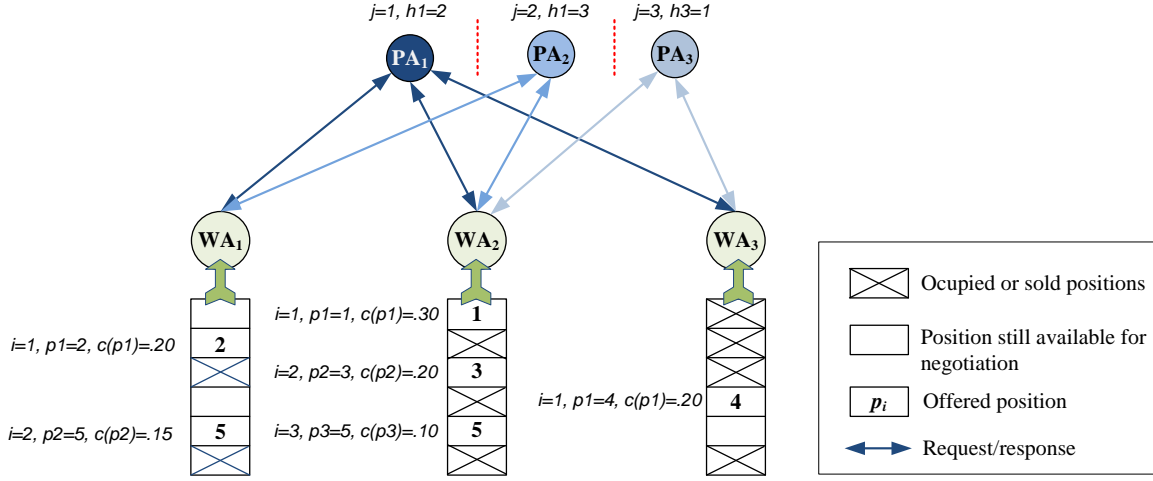 j=1, h1=2
j=2, h1=3
j=3, h3=1
PA₁
PA₂
PA₃
WA₁
WA₂
WA₃
i=1, p1=2, c(p1)=.20
2
i=2, p2=5, c(p2)=.15
5
i=1, p1=1, c(p1)=.30
1
i=2, p2=3, c(p2)=.20
3
i=3, p3=5, c(p3)=.10
5
i=1, p1=4, c(p1)=.20
4
Ocupied or sold positions
Position still available for
negotiation
pᵢ
Offered position
Request/response